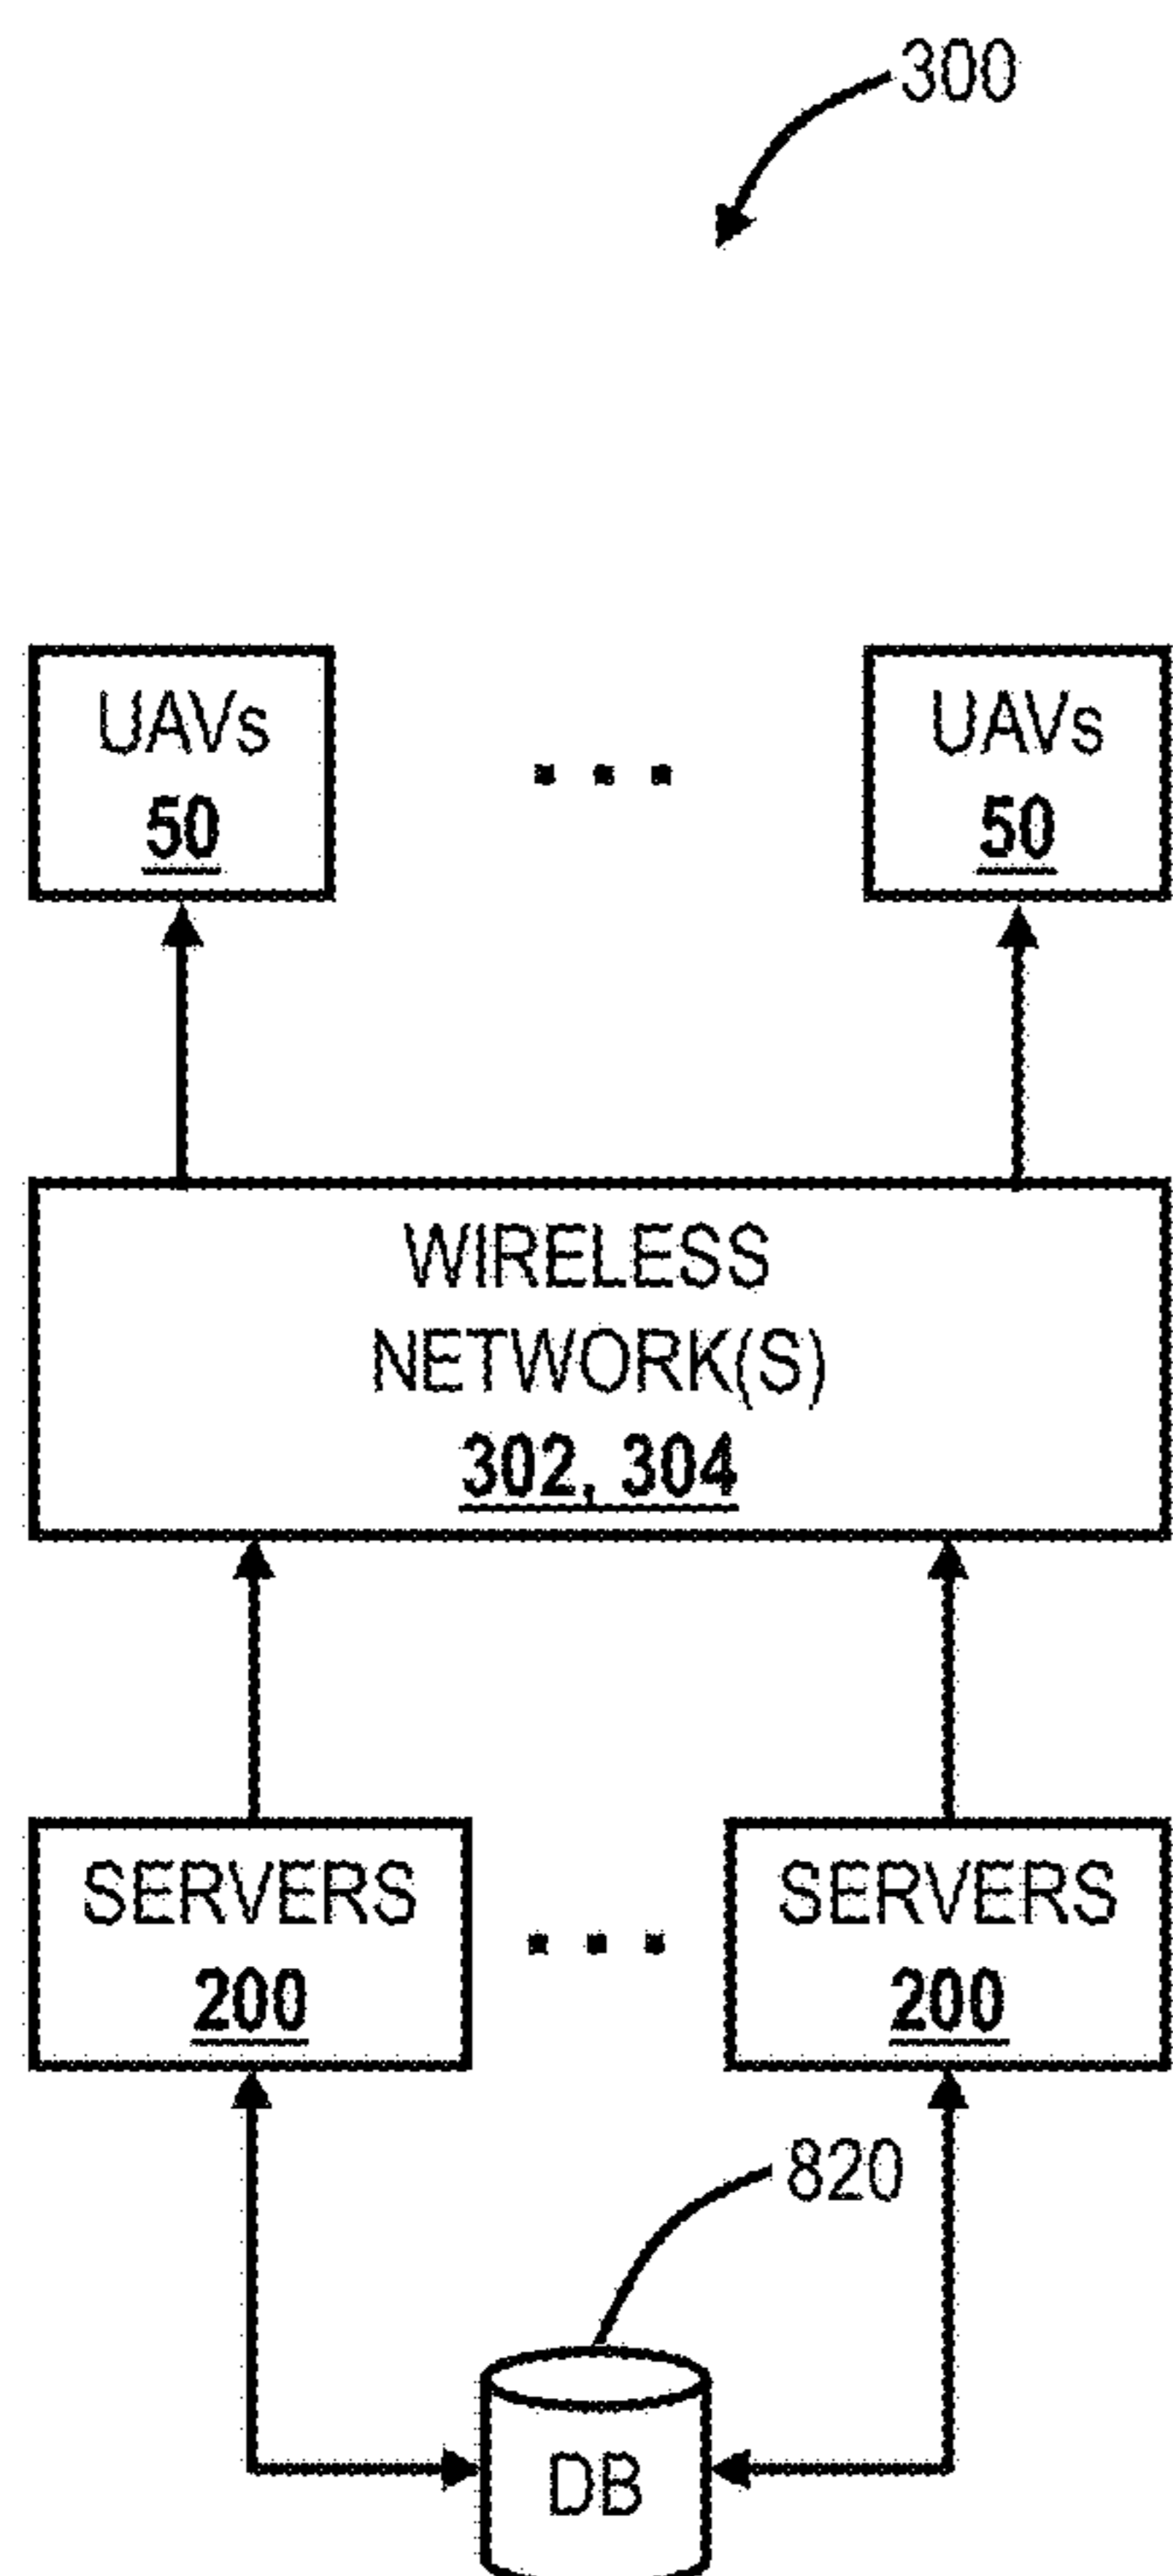 300
UAVs
50
UAVs
50
WIRELESS
NETWORK(S)
302, 304
SERVERS
200
SERVERS
200
820
DB